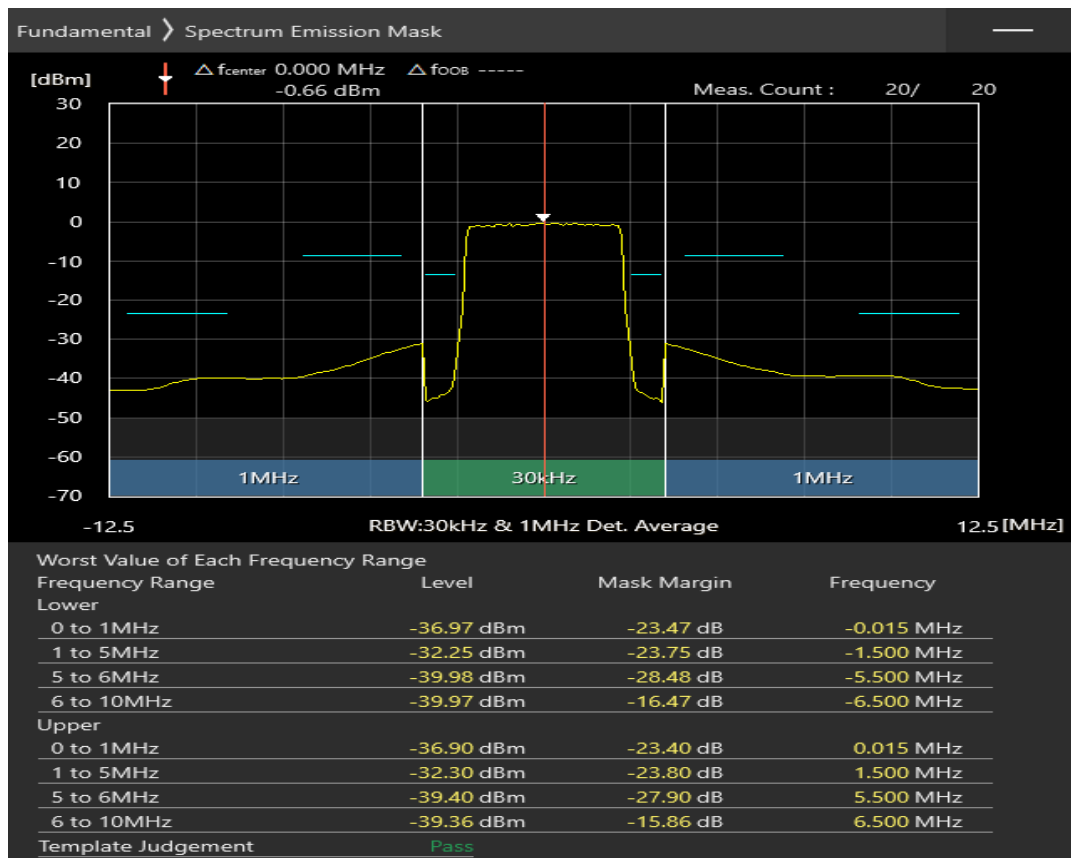 Fundamental ❯ Spectrum Emission Mask
△ fcenter 0.000 MHz △ fOOB -----
[dBm] -0.66 dBm Meas. Count : 20/ 20
30
20
10
0
-10
-20
-30
-40
-50
-60
-70
1MHz 30kHz 1MHz
-12.5 RBW:30kHz & 1MHz Det. Average 12.5 [MHz]
Worst Value of Each Frequency Range
Frequency Range Level Mask Margin Frequency
Lower
0 to 1MHz -36.97 dBm -23.47 dB -0.015 MHz
1 to 5MHz -32.25 dBm -23.75 dB -1.500 MHz
5 to 6MHz -39.98 dBm -28.48 dB -5.500 MHz
6 to 10MHz -39.97 dBm -16.47 dB -6.500 MHz
Upper
0 to 1MHz -36.90 dBm -23.40 dB 0.015 MHz
1 to 5MHz -32.30 dBm -23.80 dB 1.500 MHz
5 to 6MHz -39.40 dBm -27.90 dB 5.500 MHz
6 to 10MHz -39.36 dBm -15.86 dB 6.500 MHz
Template Judgement Pass